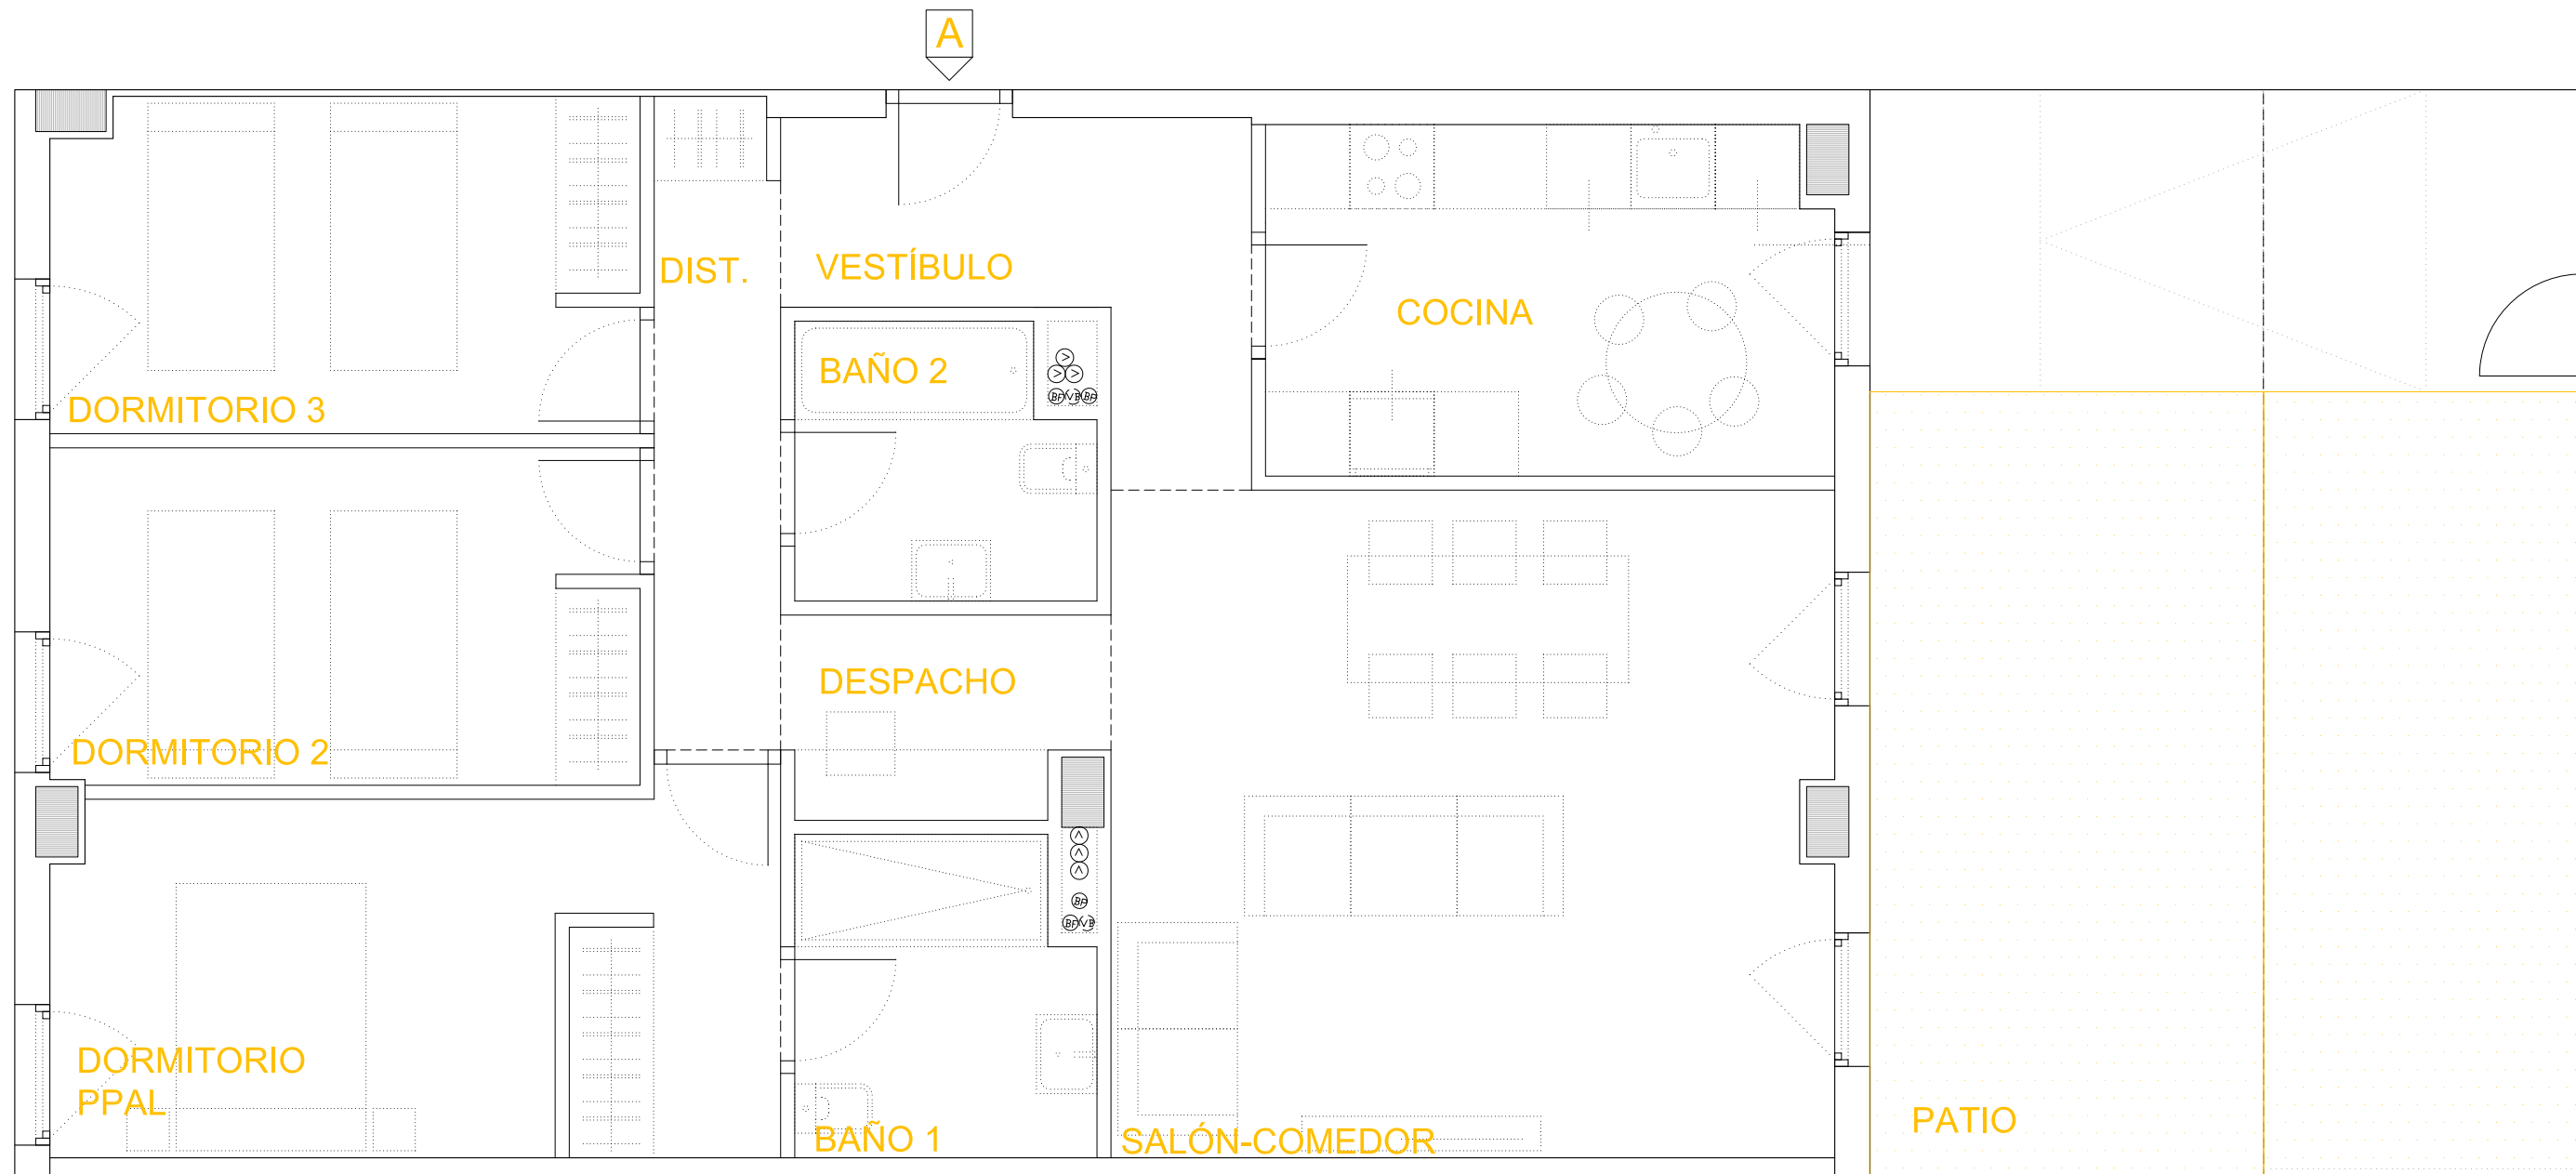 A
DIST.
VESTÍBULO
COCINA
BAÑO 2
DORMITORIO 3
DESPACHO
DORMITORIO 2
DORMITORIO
PPAL
BAÑO 1
SALÓN-COMEDOR
PATIO